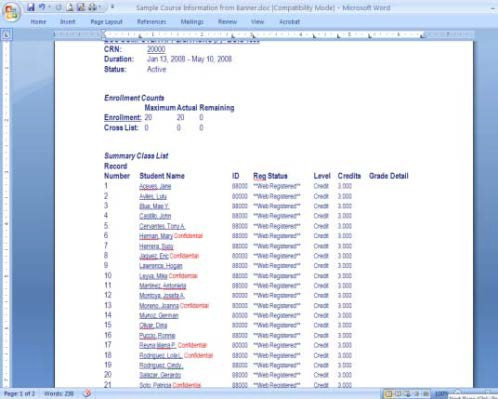 Sample Course Information from Banner.doc [Compatibility Mode] - Microsoft Word
Home Insert Page Layout References Mailings Review View Acrobat
CRN: 20000
Duration: Jan 13, 2008 - May 10, 2008
Status: Active
Enrollment Counts
Maximum Actual Remaining
Enrollment: 20 20 0
Cross List: 0 0 0
Summary Class List
Record
Number Student Name ID Reg Status Level Credits Grade Detail
1 Aceves, Jane 88000 **Web Registered** Credit 3.000
2 Aviles, Lulu 88000 **Web Registered** Credit 3.000
3 Blue, Mae Y. 88000 **Web Registered** Credit 3.000
4 Castillo, John 88000 **Web Registered** Credit 3.000
5 Cervantes, Tony A. 88000 **Web Registered** Credit 3.000
6 Hernan, Mary Confidential 88000 **Web Registered** Credit 3.000
7 Herrera, Susy 88000 **Web Registered** Credit 3.000
8 Jaquez, Eric Confidential 88000 **Web Registered** Credit 3.000
9 Lawrence, Hogan 88000 **Web Registered** Credit 3.000
10 Leyva, Mike Confidential 88000 **Web Registered** Credit 3.000
11 Martinez, Antonieta 88000 **Web Registered** Credit 3.000
12 Montoya, Josefa A. 88000 **Web Registered** Credit 3.000
13 Moreno, Joanna Confidential 88000 **Web Registered** Credit 3.000
14 Munoz, German 88000 **Web Registered** Credit 3.000
15 Olivar, Dina 88000 **Web Registered** Credit 3.000
16 Puccio, Ronnie 88000 **Web Registered** Credit 3.000
17 Reyna, Maria P. Confidential 88000 **Web Registered** Credit 3.000
18 Rodriguez, Lole L. Confidential 88000 **Web Registered** Credit 3.000
19 Rodriguez, Cindy 88000 **Web Registered** Credit 3.000
20 Salazar, Gerardo 88000 **Web Registered** Credit 3.000
21 Soto, Patricia Confidential 88000 **Web Registered** Credit 3.000
Page: 1 of 2 Words: 238 100%